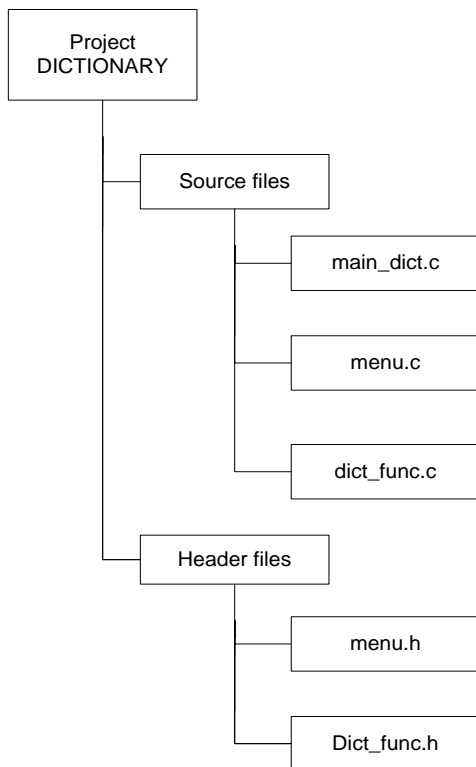 Project
DICTIONARY
Source files
main_dict.c
menu.c
dict_func.c
Header files
menu.h
Dict_func.h